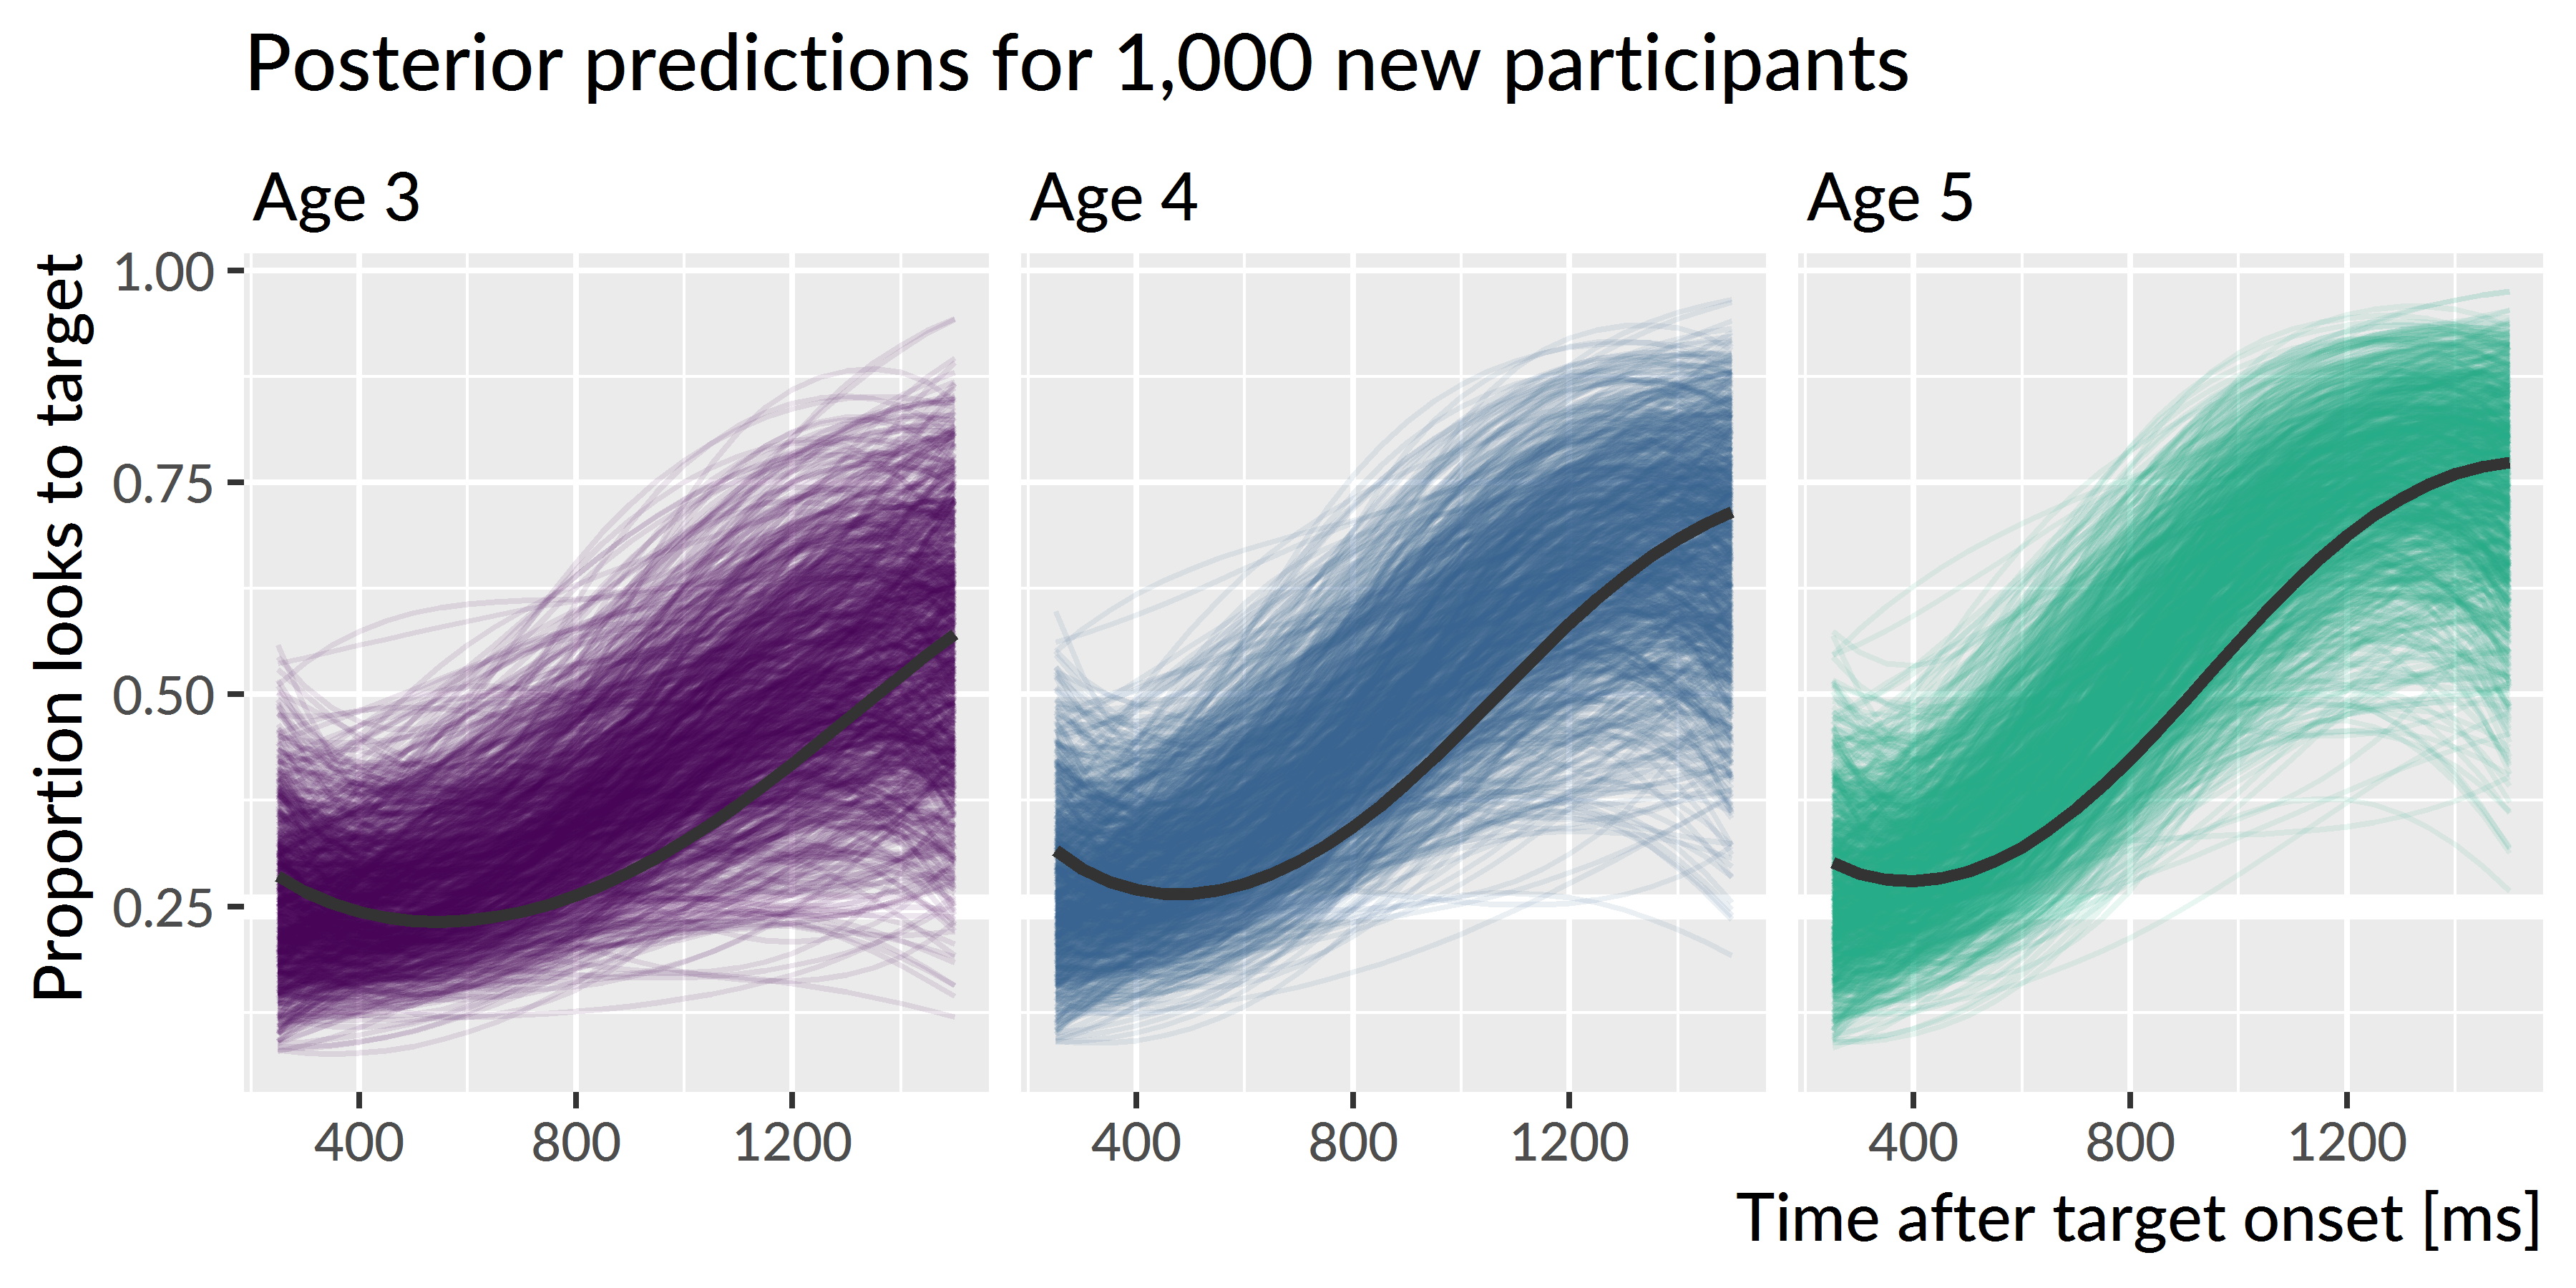 Posterior predictions for 1,000 new participants
Age 3
Age 4
Age 5
Proportion looks to target
1.00
0.75
0.50
0.25
400 800 1200
400 800 1200
400 800 1200
Time after target onset [ms]